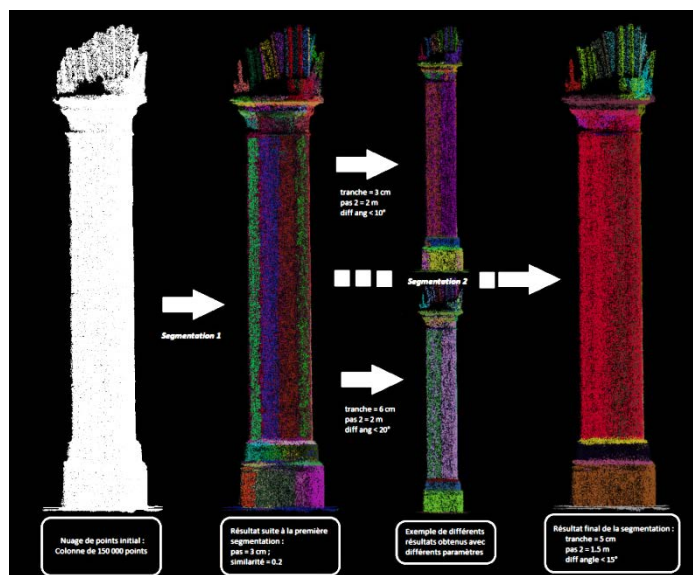 tranche = 3 cm
pas 2 = 2 m
diff ang < 10°
Segmentation 1
Segmentation 2
tranche = 6 cm
pas 2 = 2 m
diff ang < 20°
Nuage de points initial :
Colonne de 150 000 points
Résultat suite à la première
segmentation :
pas = 3 cm ;
similarité = 0.2
Exemple de différents
résultats obtenus avec
différents paramètres
Résultat final de la segmentation :
tranche = 5 cm
pas 2 = 1.5 m
diff angle < 15°